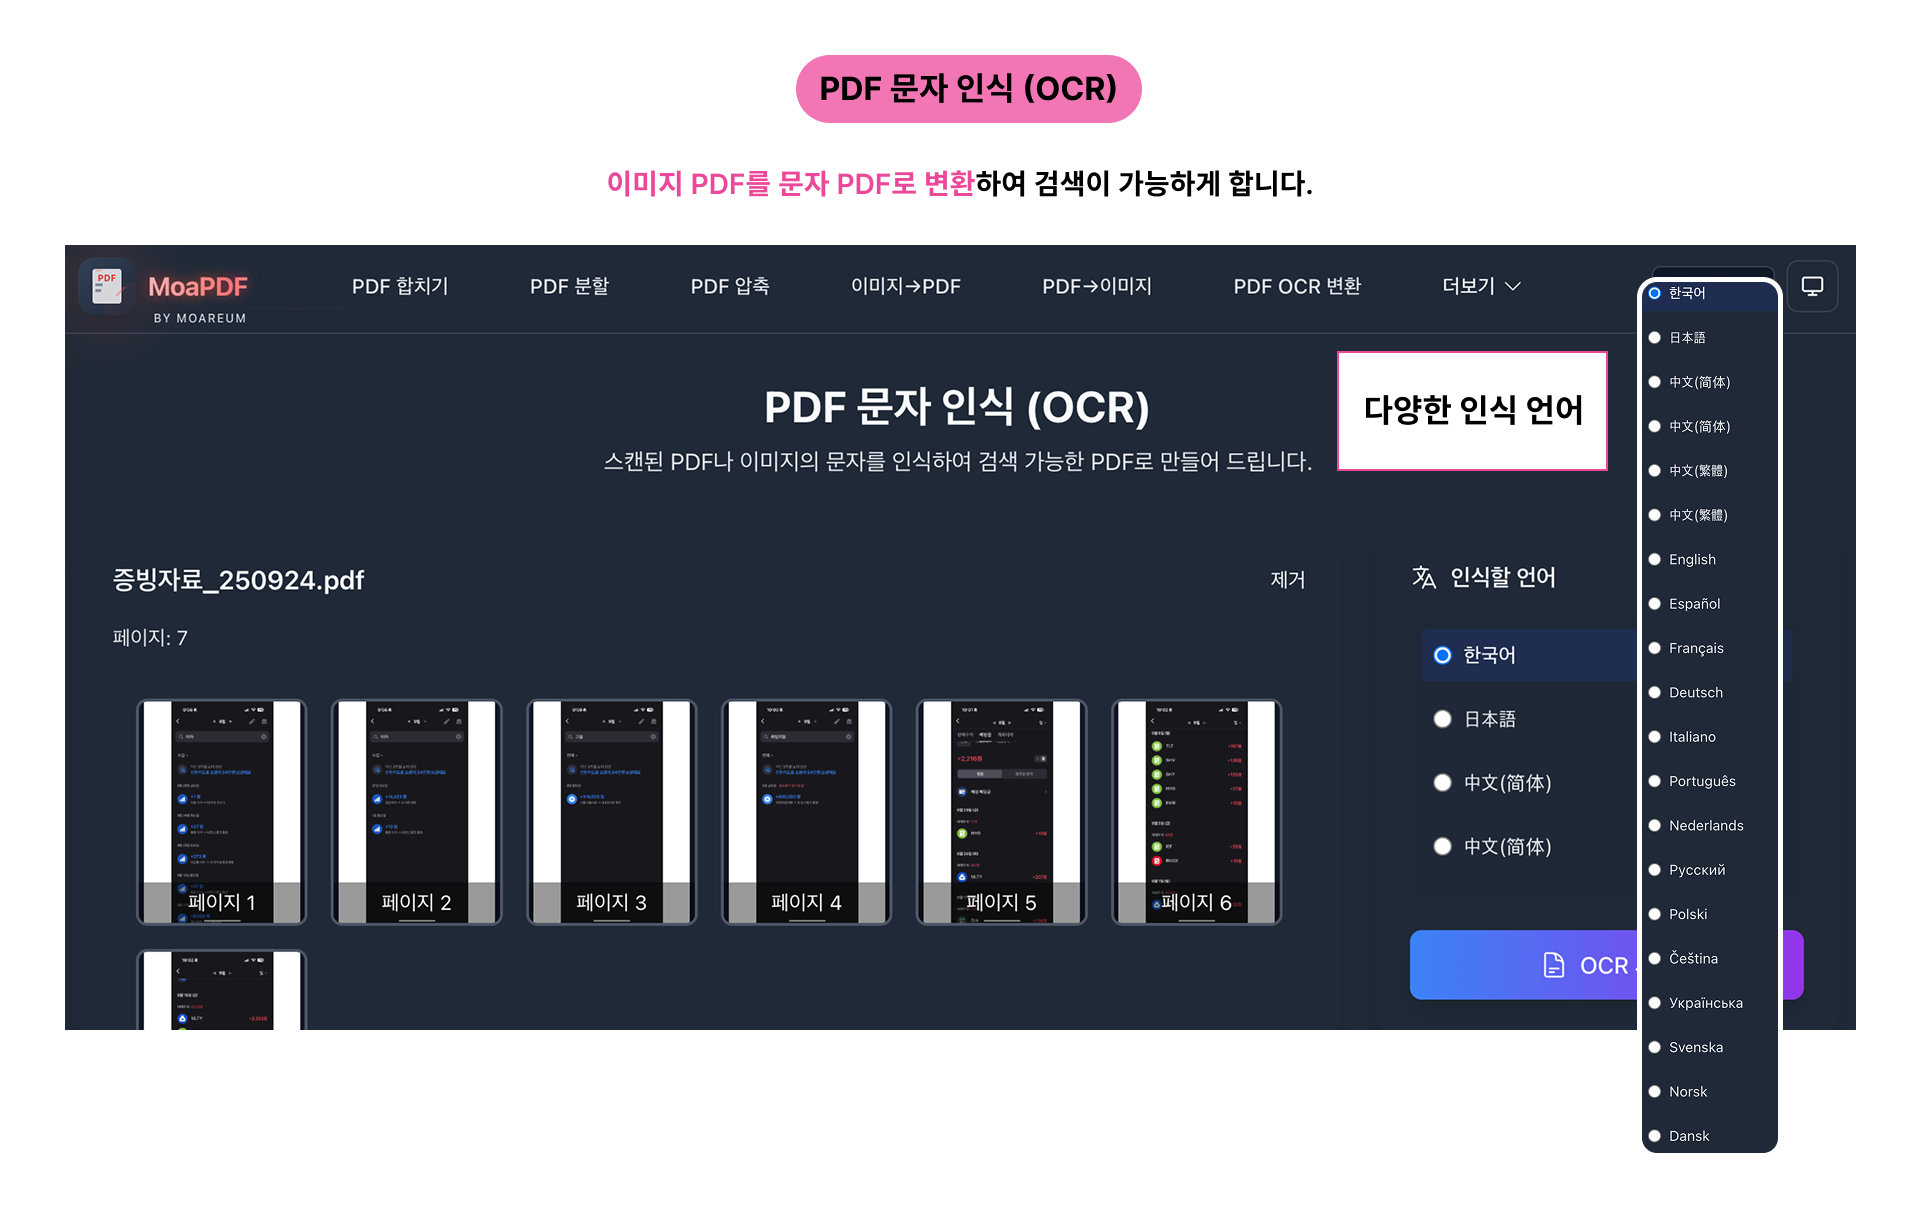 PDF 문자 인식 (OCR)
이미지 PDF를 문자 PDF로 변환하여 검색이 가능하게 합니다.
PDF
MoaPDF
BY MOAREUM
PDF 합치기
PDF 분할
PDF 압축
이미지→PDF
PDF→이미지
PDF OCR 변환
더보기
PDF 문자 인식 (OCR)
스캔된 PDF나 이미지의 문자를 인식하여 검색 가능한 PDF로 만들어 드립니다.
다양한 인식 언어
증빙자료_250924.pdf
제거
페이지: 7
페이지 1
페이지 2
페이지 3
페이지 4
페이지 5
페이지 6
인식할 언어
한국어
日本語
中文(简体)
中文(简体)
OCR
한국어
日本語
中文(简体)
中文(简体)
中文(繁體)
中文(繁體)
English
Español
Français
Deutsch
Italiano
Português
Nederlands
Русский
Polski
Čeština
Українська
Svenska
Norsk
Dansk